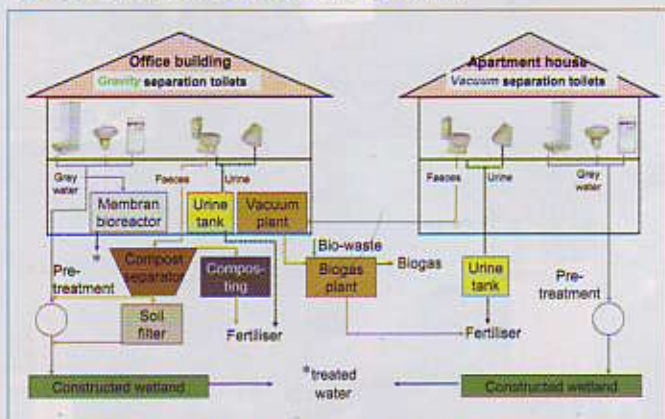 Office building
Gravity separation toilets
Apartment house
Vacuum separation toilets
Grey
water
Faeces
Urine
Membran
bioreactor
Urine
tank
Vacuum
plant
*
Compost
separator
Compos-
ting
Pre-
treatment
Soil
filter
Fertiliser
Constructed wetland
Bio-waste
Biogas
plant
Biogas
Faeces
Urine
Grey
water
Urine
tank
Pre-
treatment
Fertiliser
*treated
water
Constructed wetland